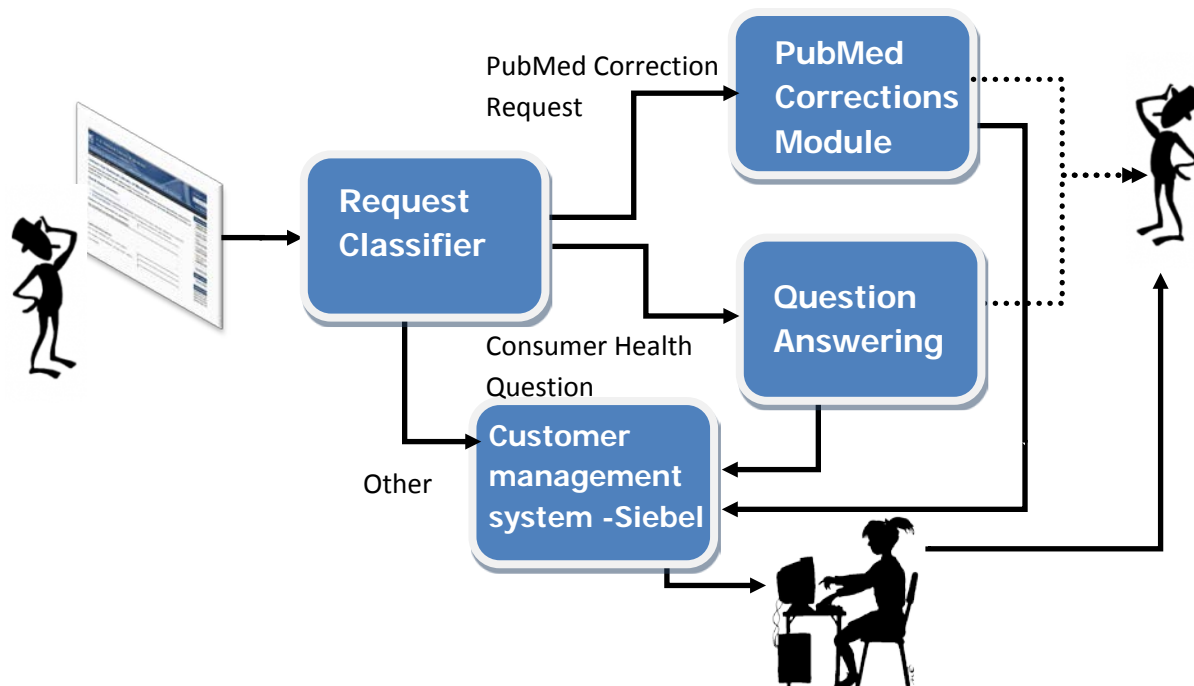 PubMed Correction
Request
PubMed
Corrections
Module
Request
Classifier
Question
Answering
Consumer Health
Question
Customer
management
system -Siebel
Other